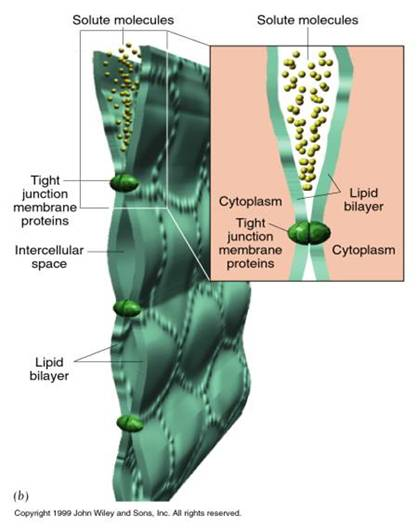 Solute molecules
Solute molecules
Tight
junction
membrane
proteins
Intercellular
space
Lipid
bilayer
Cytoplasm
Lipid
bilayer
Tight
junction
membrane
proteins
Cytoplasm
(b)
Copyright 1999 John Wiley and Sons, Inc. All rights reserved.